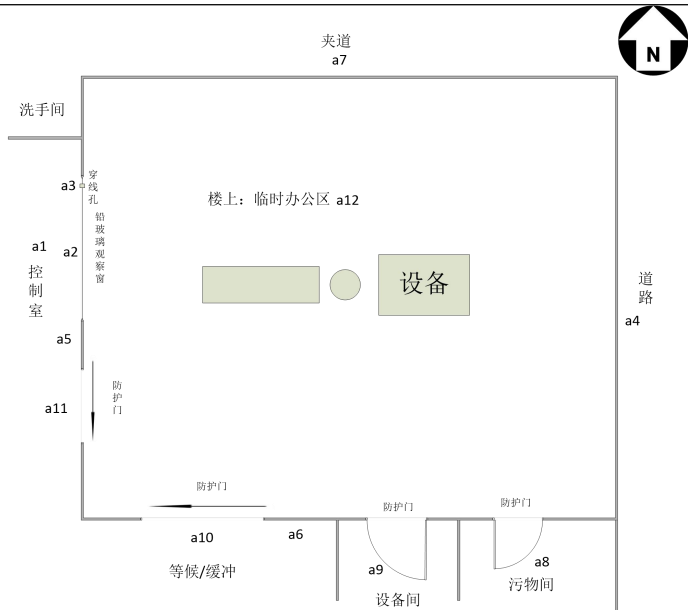 夹道
a7
N
洗手间
a3
穿线孔
楼上：临时办公区 a12
铅玻璃观察窗
a1
a2
控制室
设备
道路
a4
a5
a11
防护门
防护门
防护门
防护门
a10
a6
a9
a8
等候/缓冲
设备间
污物间